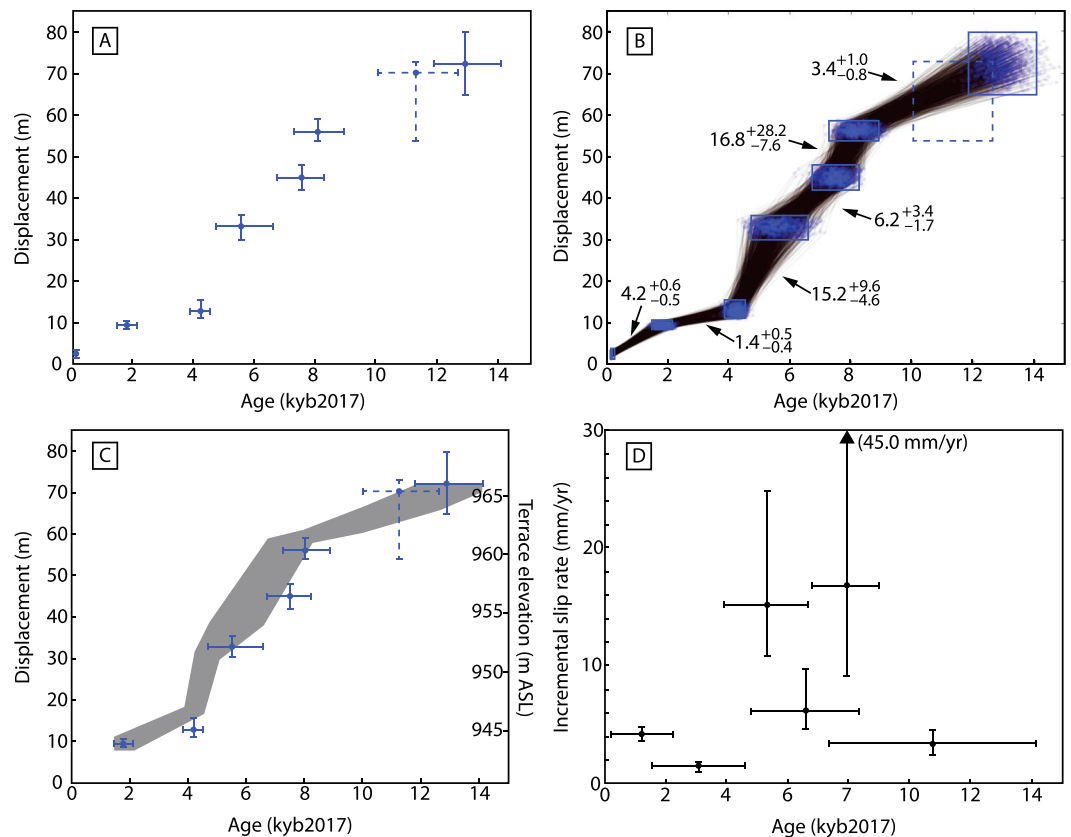 A
Displacement (m)
80
70
60
50
40
30
20
10
0
0 2 4 6 8 10 12 14
Age (kyb2017)
B
Displacement (m)
80
70
60
50
40
30
20
10
0
3.4 +1.0 −0.8
16.8 +28.2 −7.6
6.2 +3.4 −1.7
15.2 +9.6 −4.6
4.2 +0.6 −0.5
1.4 +0.5 −0.4
0 2 4 6 8 10 12 14
Age (kyb2017)
C
Displacement (m)
80
70
60
50
40
30
20
10
0
965
960
955
950
945
Terrace elevation (m ASL)
2 4 6 8 10 12 14
Age (kyb2017)
D
Incremental slip rate (mm/yr)
30
20
10
0
(45.0 mm/yr)
0 2 4 6 7 10 12 14
Age (kyb2017)